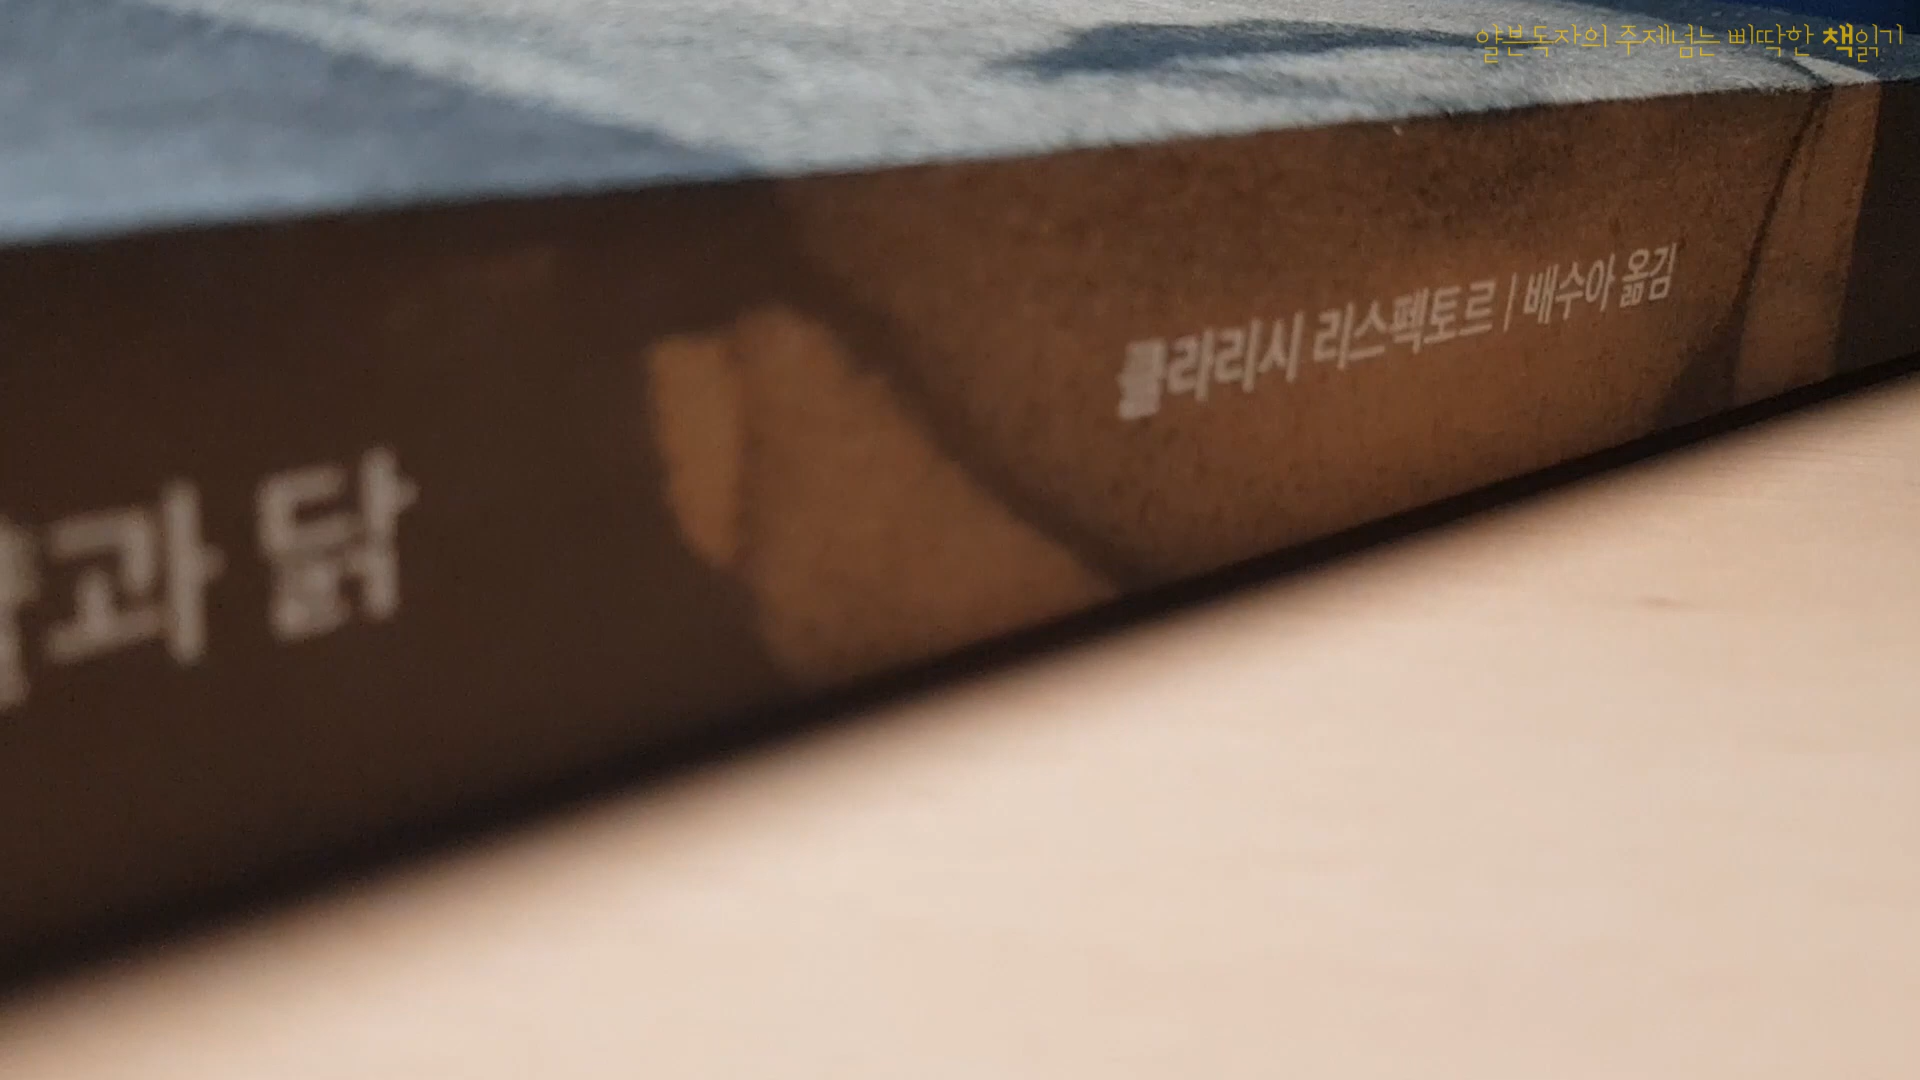 얄븐독자의 주제넘는 삐딱한 책읽기
과 닭
클라리시 리스펙토르 | 배수아 옮김